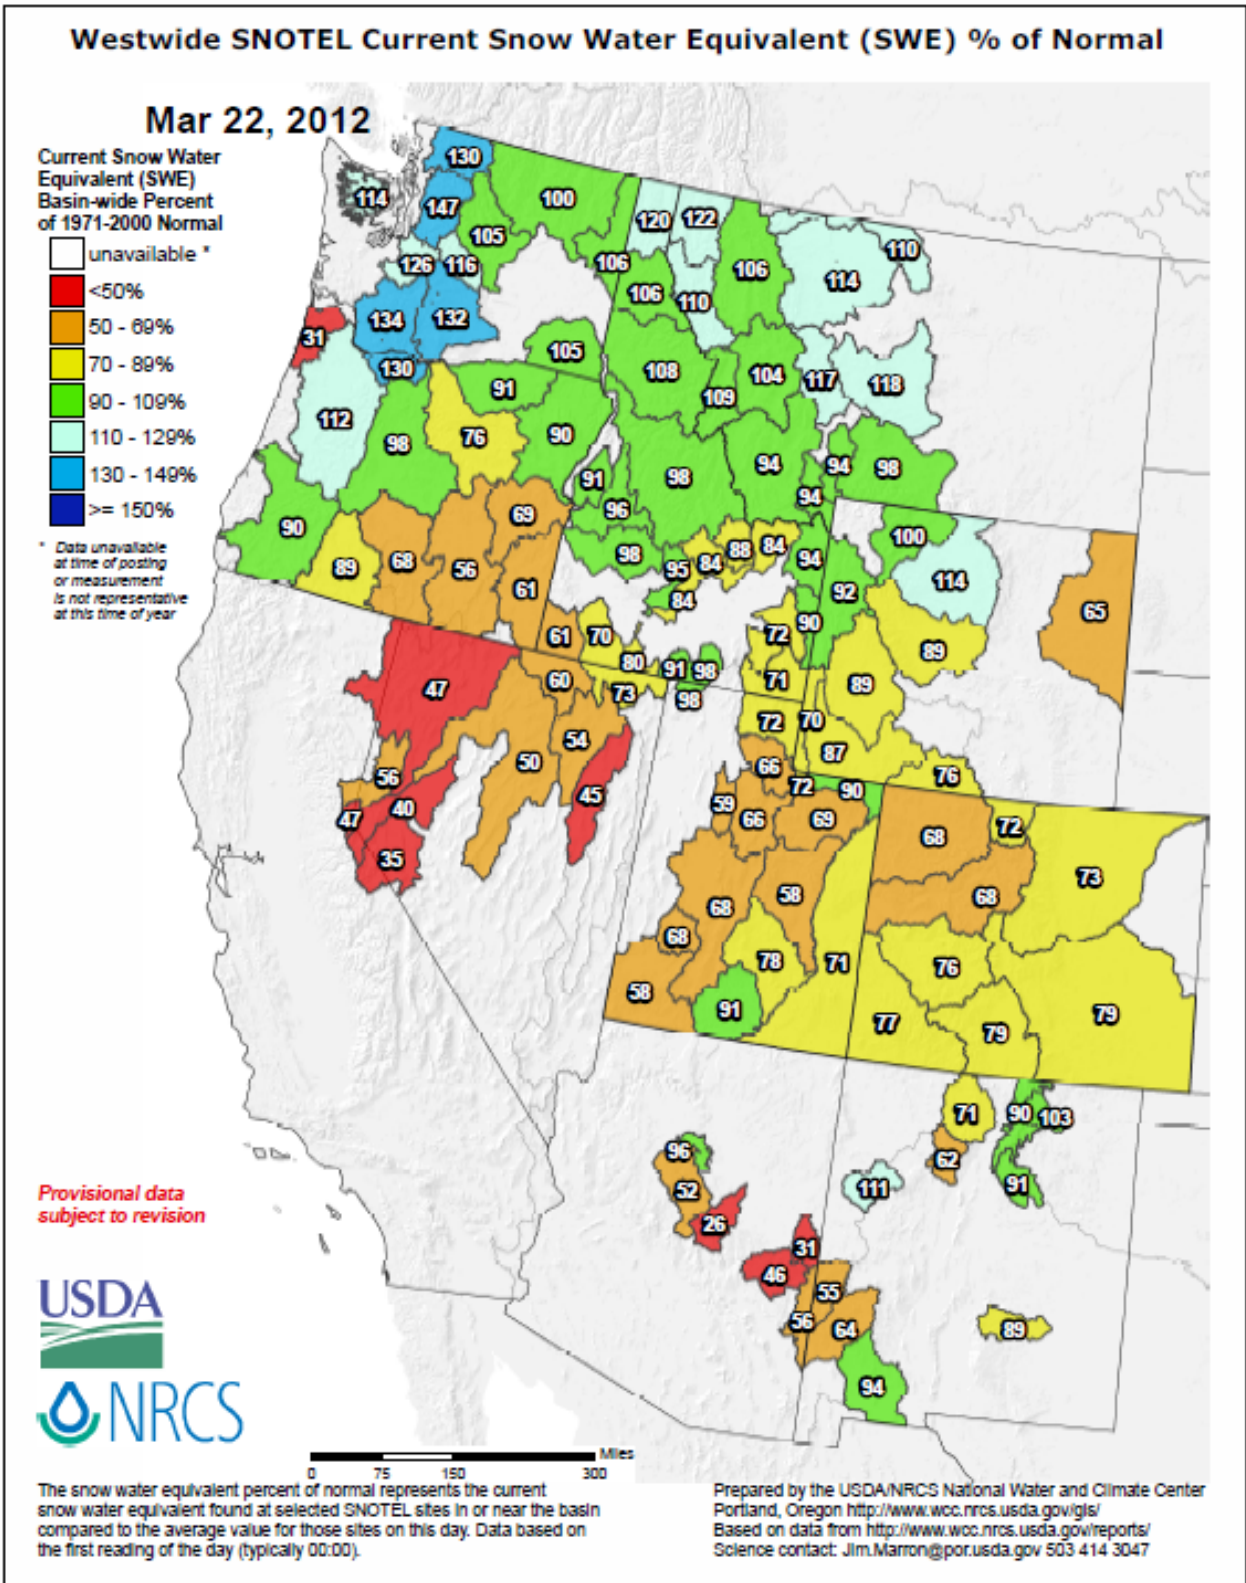 Westwide SNOTEL Current Snow Water Equivalent (SWE) % of Normal
Mar 22, 2012
Current Snow Water
Equivalent (SWE)
Basin-wide Percent
of 1971-2000 Normal
unavailable *
<50%
50 - 69%
70 - 89%
90 - 109%
110 - 129%
130 - 149%
>= 150%
* Data unavailable
at time of posting
or measurement
is not representative
at this time of year
130
114 147 100 120 122
105 110
126 116 106 106 114
106 110
31 134 132
105
130 108 104 117 118
91 109
112 98 76 90
91 98 94 94 98
96 94
90 69
89 68 56 98 95 84 88 84 94 100
61 84 92 114
65
61 70 72 90
80 91 98 89
47 60 73 98 71 89
72 70
54 87
50 66
56 45 72 90 76
47 40 59 66 69
35 68 72
58 68 73
68
68
78 71 76
58 91 77 79 79
71 90 103
96 62
52 111 91
26
31
46 55
56 64 89
94
Provisional data
subject to revision
USDA
NRCS
Miles
0 75 150 300
The snow water equivalent percent of normal represents the current
snow water equivalent found at selected SNOTEL sites in or near the basin
compared to the average value for those sites on this day. Data based on
the first reading of the day (typically 00:00).
Prepared by the USDA/NRCS National Water and Climate Center
Portland, Oregon http://www.wcc.nrcs.usda.gov/gis/
Based on data from http://www.wcc.nrcs.usda.gov/reports/
Science contact: Jim.Marron@por.usda.gov 503 414 3047